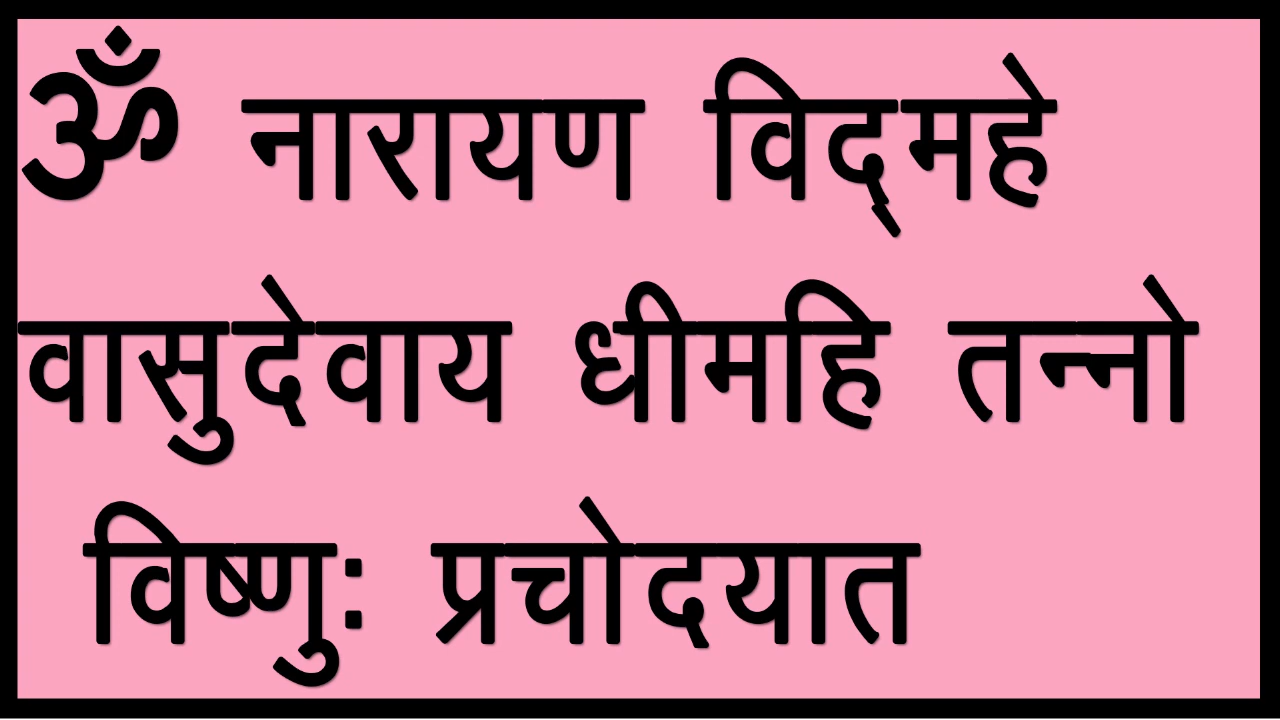 ॐ नारायण विद्‌महे
वासुदेवाय धीमहि तन्नो
विष्णुः प्रचोदयात